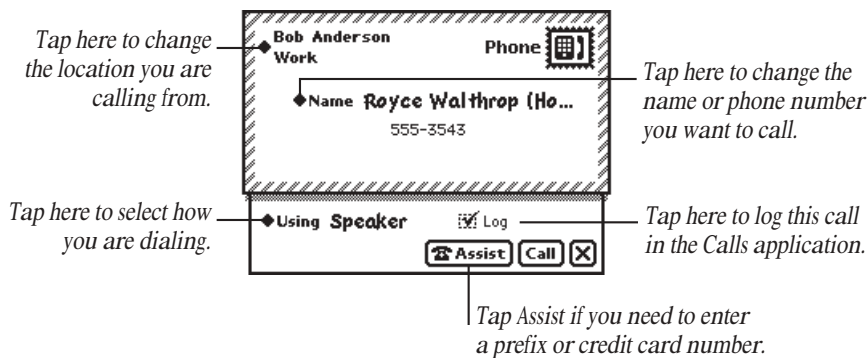 Tap here to change
the location you are
calling from.
Bob Anderson
Work
Phone
Tap here to change the
name or phone number
you want to call.
Name Royce Walthrop (Ho...
555-3543
Tap here to select how
you are dialing.
Using Speaker
Log
Tap here to log this call
in the Calls application.
Assist
Call
Tap Assist if you need to enter
a prefix or credit card number.